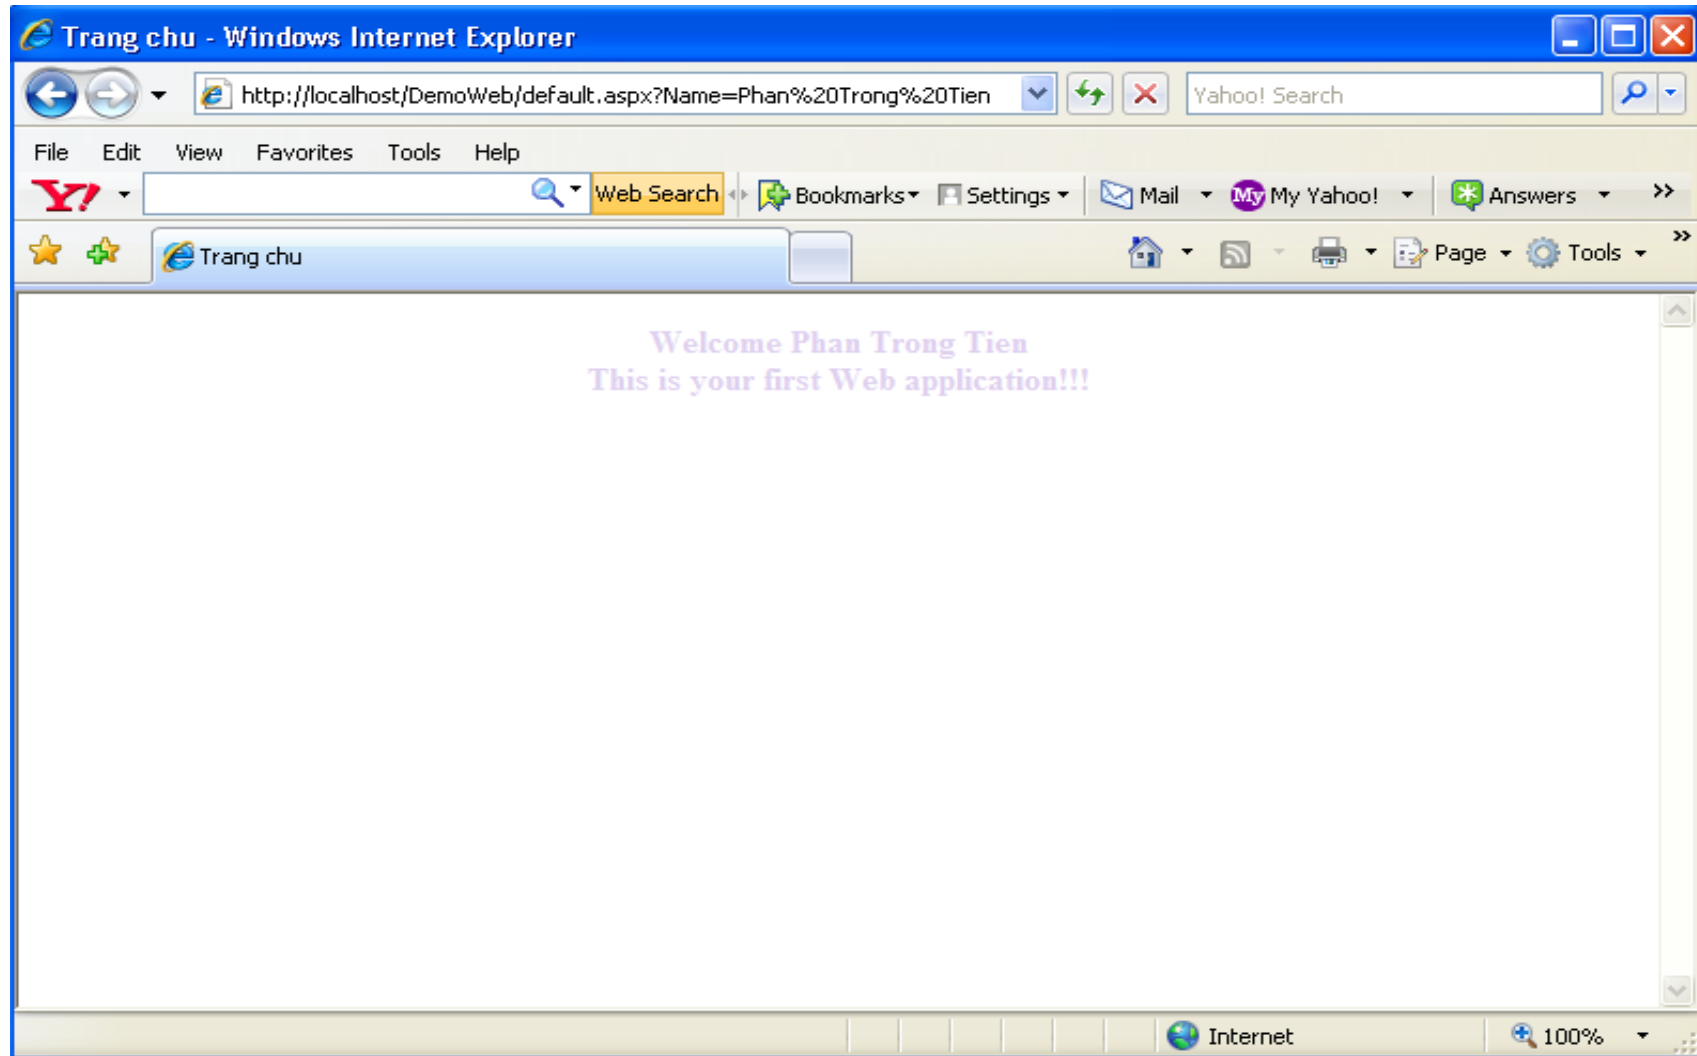 Trang chu - Windows Internet Explorer
http://localhost/DemoWeb/default.aspx?Name=Phan%20Trong%20Tien Yahoo! Search
File Edit View Favorites Tools Help
Y! Web Search Bookmarks Settings Mail My My Yahoo! Answers »
Trang chu Page Tools »
Welcome Phan Trong Tien
This is your first Web application!!!
Internet 100%